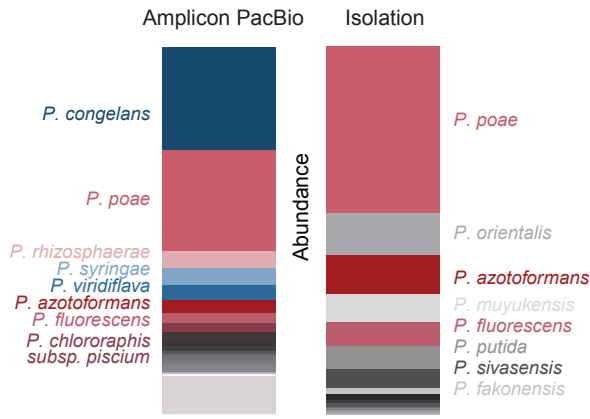 Amplicon PacBio
Isolation
P. congelans
P. poae
P. rhizosphaerae
P. syringae
P. viridiflava
P. azotoformans
P. fluorescens
P. chlororaphis
subsp. piscium
Abundance
P. poae
P. orientalis
P. azotoformans
P. muyukensis
P. fluorescens
P. putida
P. sivasensis
P. fakonensis